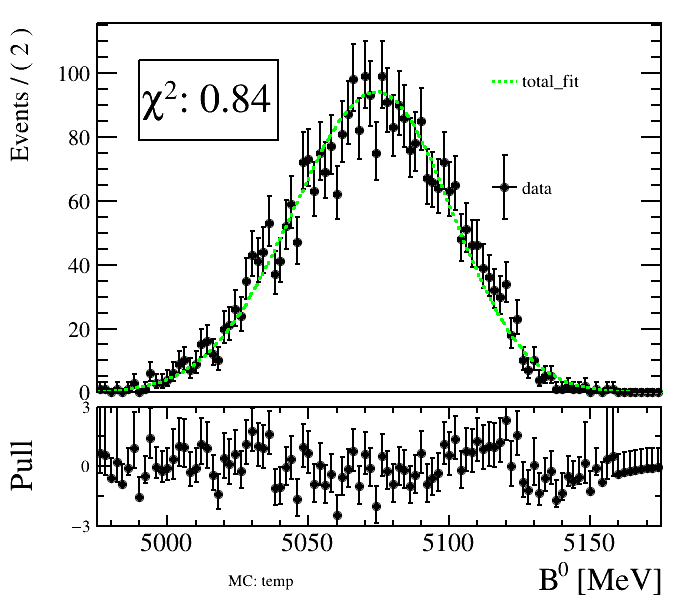 Events / ( 2 )
100
80
60
40
20
0
χ²: 0.84
total_fit
data
Pull
3
0
−3
5000
5050
5100
5150
MC: temp
B⁰ [MeV]